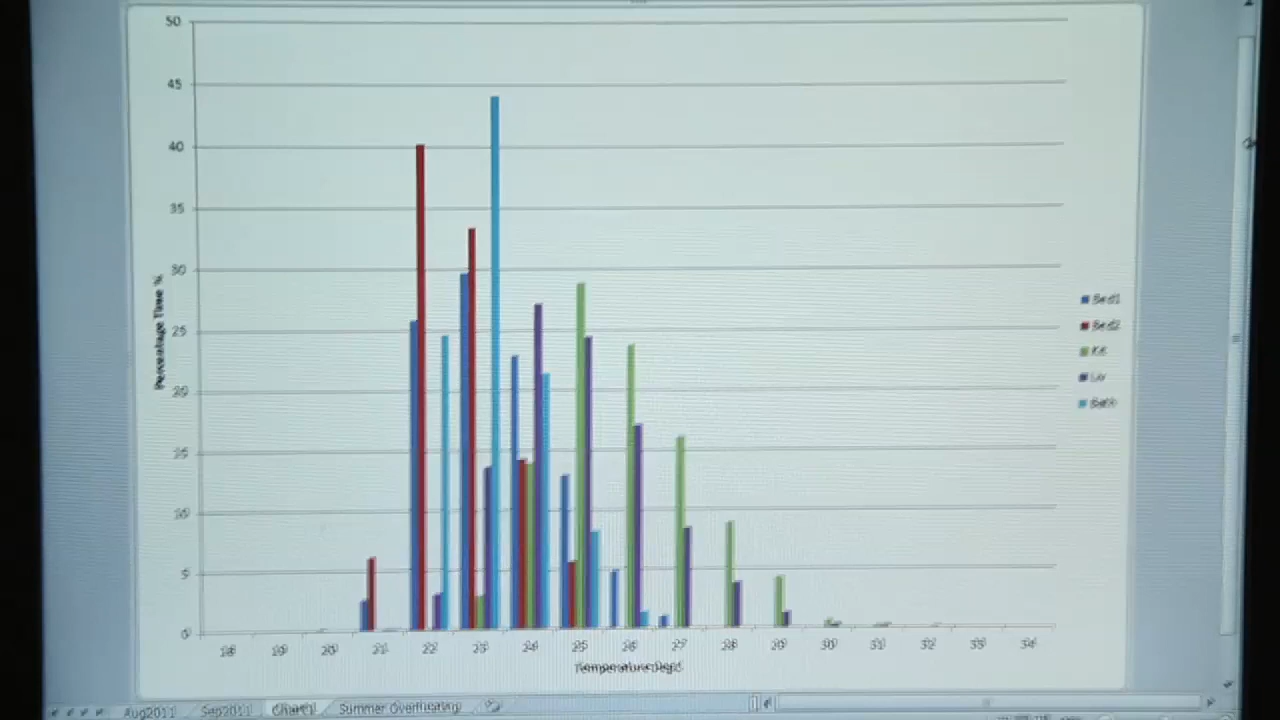 50
45
40
35
30
25
20
15
10
5
0
Percentage Time %
18 19 20 21 22 23 24 25 26 27 28 29 30 31 32 33 34
Temperature DegC
Bed1
Bed2
Kit
Liv
Bath
Aug2011 Sep2011 Chart1 Summer Overheating